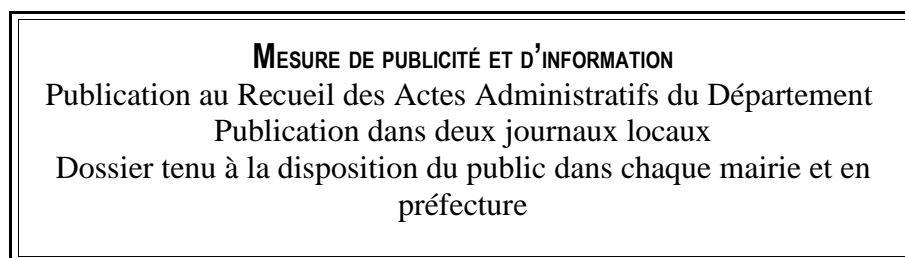 MESURE DE PUBLICITÉ ET D'INFORMATION
Publication au Recueil des Actes Administratifs du Département
Publication dans deux journaux locaux
Dossier tenu à la disposition du public dans chaque mairie et en
préfecture